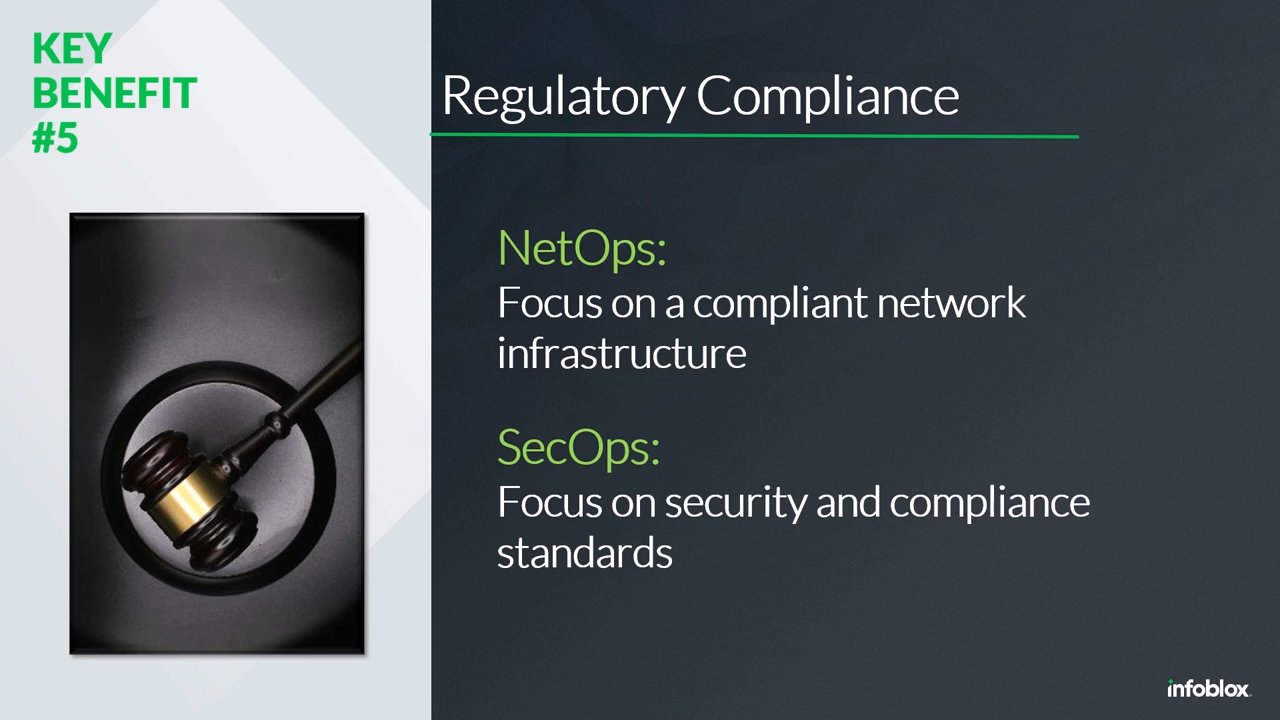 KEY
BENEFIT
#5
Regulatory Compliance
NetOps:
Focus on a compliant network
infrastructure
SecOps:
Focus on security and compliance
standards
infoblox